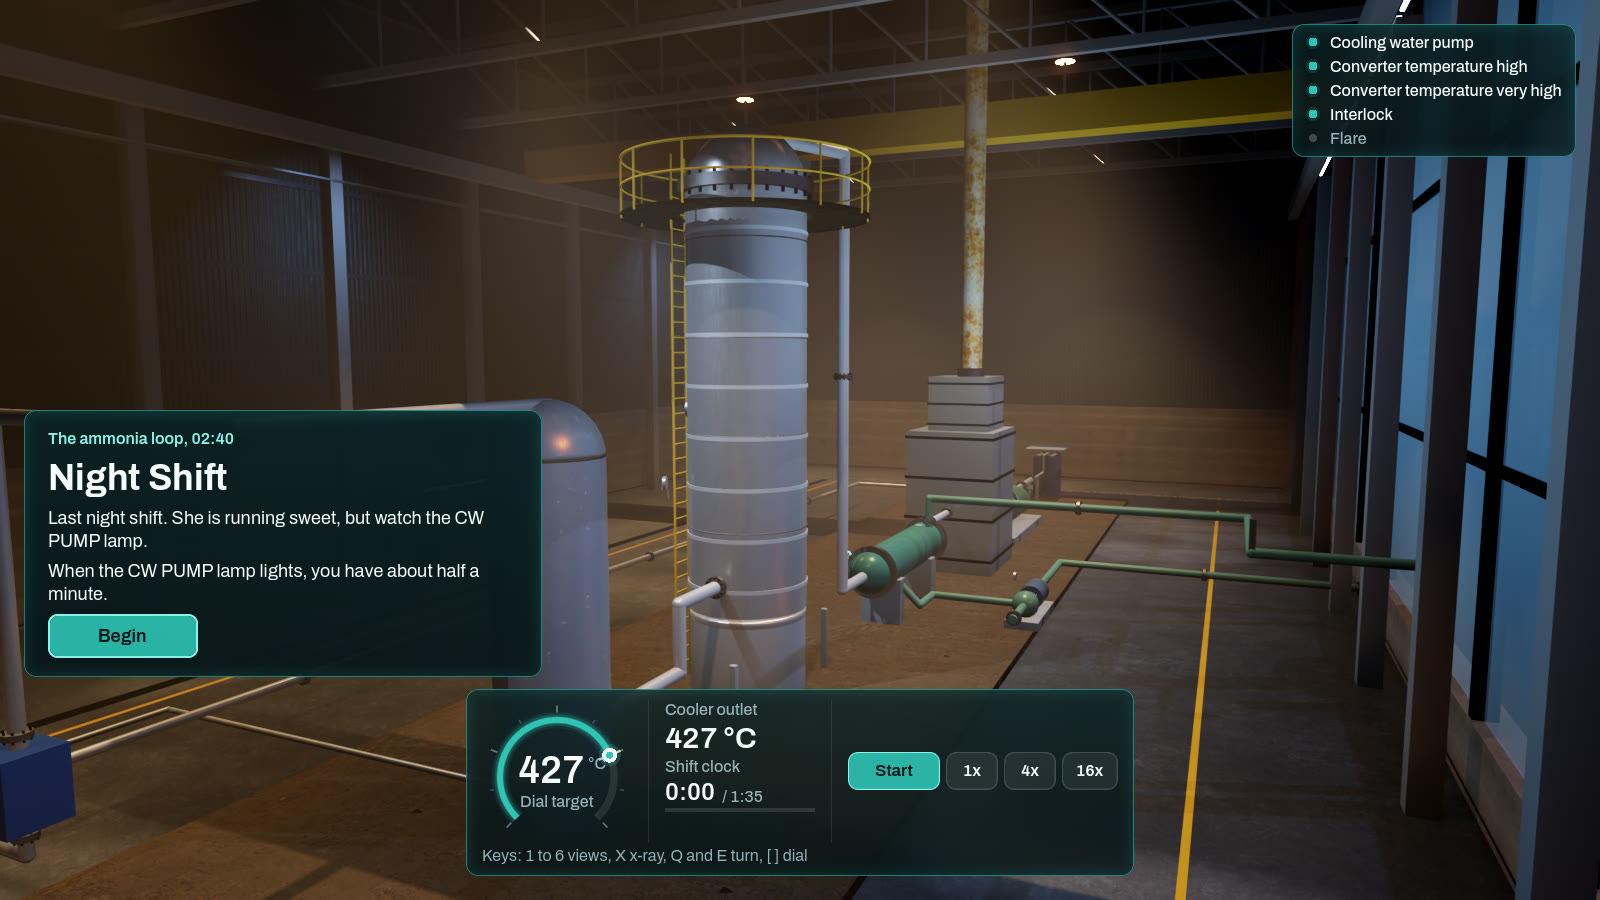 Cooling water pump
Converter temperature high
Converter temperature very high
Interlock
Flare
The ammonia loop, 02:40
Night Shift
Last night shift. She is running sweet, but watch the CW
PUMP lamp.
When the CW PUMP lamp lights, you have about half a
minute.
Begin
427 °C
Dial target
Cooler outlet
427 °C
Shift clock
0:00 / 1:35
Start
1x
4x
16x
Keys: 1 to 6 views, X x-ray, Q and E turn, [ ] dial